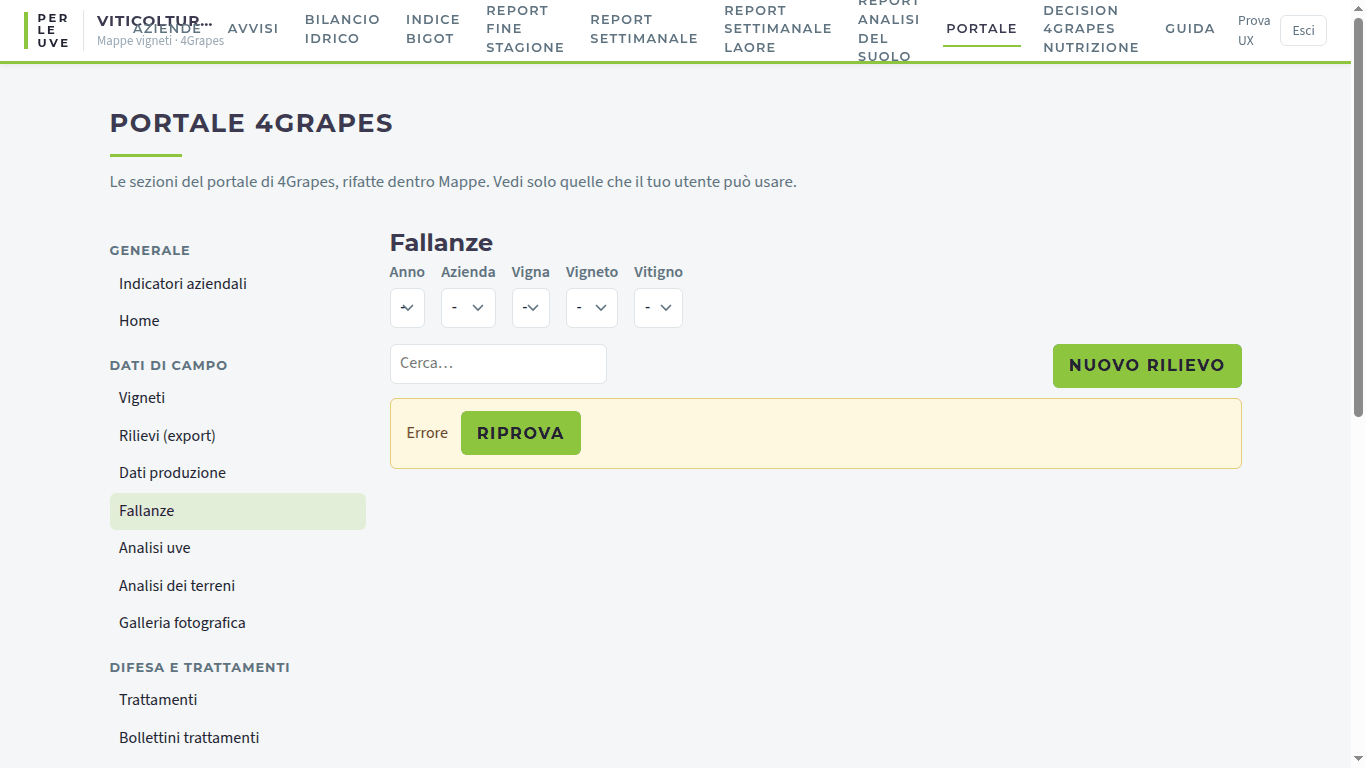 PER
LE
UVE
VITICOLTUR...
Mappe vigneti · 4Grapes
AZIENDE
AVVISI
BILANCIO
IDRICO
INDICE
BIGOT
REPORT
FINE
STAGIONE
REPORT
SETTIMANALE
REPORT
SETTIMANALE
LAORE
REPORT
ANALISI
DEL
SUOLO
PORTALE
DECISION
4GRAPES
NUTRIZIONE
GUIDA
Prova
UX
Esci
PORTALE 4GRAPES
Le sezioni del portale di 4Grapes, rifatte dentro Mappe. Vedi solo quelle che il tuo utente può usare.
GENERALE
Indicatori aziendali
Home
DATI DI CAMPO
Vigneti
Rilievi (export)
Dati produzione
Fallanze
Analisi uve
Analisi dei terreni
Galleria fotografica
DIFESA E TRATTAMENTI
Trattamenti
Bollettini trattamenti
Fallanze
Anno Azienda Vigna Vigneto Vitigno
- - - - -
Cerca…
NUOVO RILIEVO
Errore RIPROVA